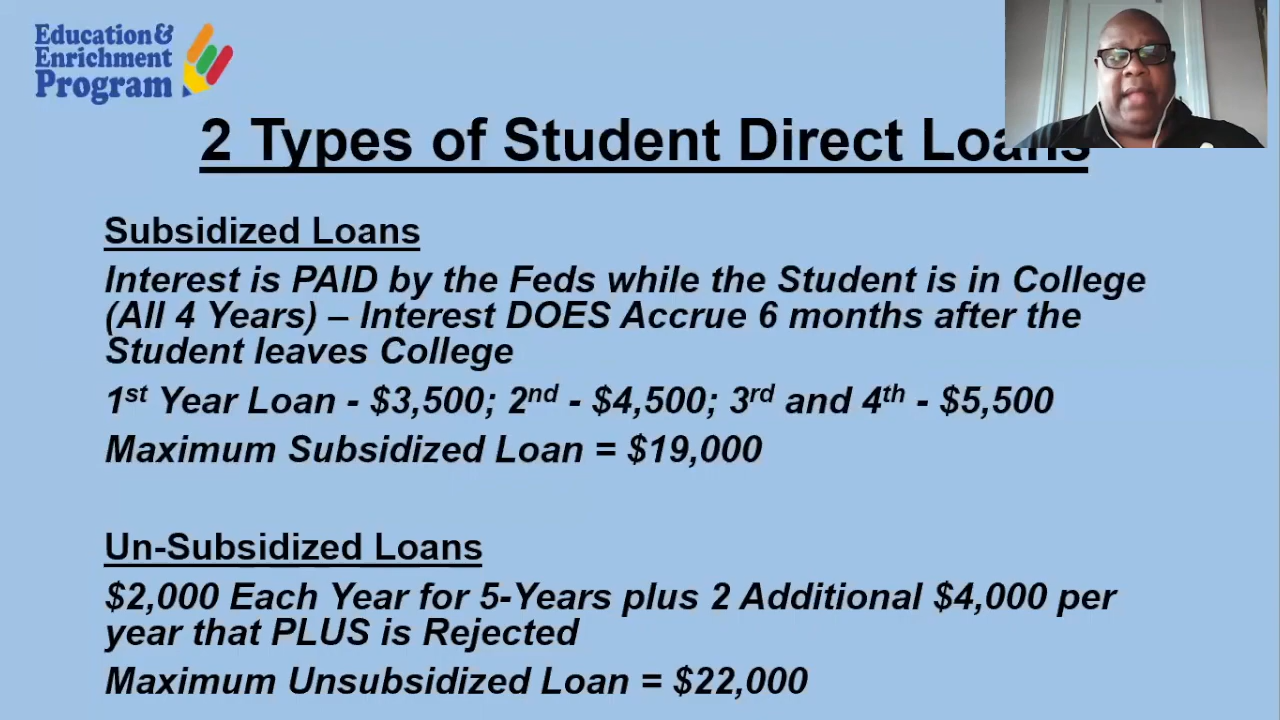 Education&
Enrichment
Program
2 Types of Student Direct Loans
Subsidized Loans
Interest is PAID by the Feds while the Student is in College
(All 4 Years) – Interest DOES Accrue 6 months after the
Student leaves College
1st Year Loan - $3,500; 2nd - $4,500; 3rd and 4th - $5,500
Maximum Subsidized Loan = $19,000
Un-Subsidized Loans
$2,000 Each Year for 5-Years plus 2 Additional $4,000 per
year that PLUS is Rejected
Maximum Unsubsidized Loan = $22,000